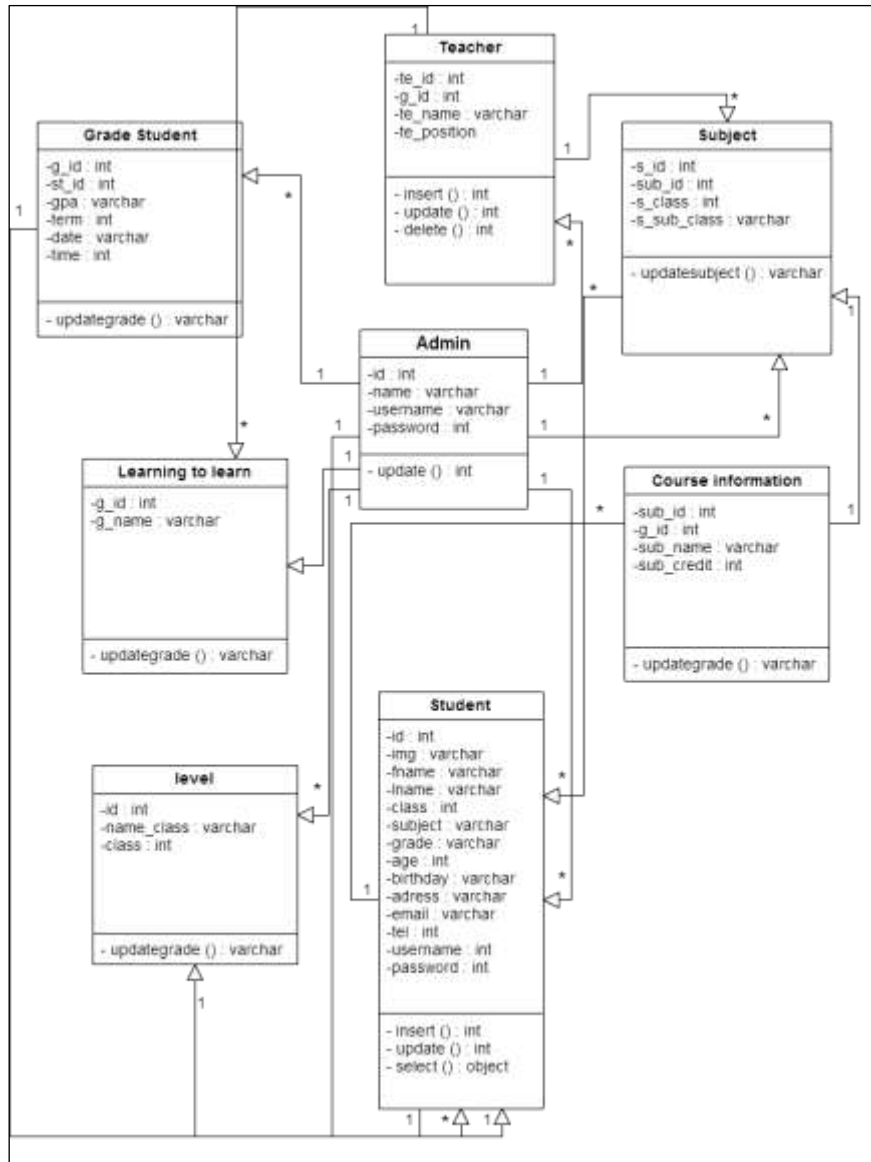 1
Teacher
-te_id : int
-g_id : int
-te_name : varchar
-te_position
- insert () : int
- update () : int
- delete () : int
*
1
*
Subject
-s_id : int
-sub_id : int
-s_class : int
-s_sub_class : varchar
- updatesubject () : varchar
*
1
Grade Student
-g_id : int
-st_id : int
-gpa : varchar
-term : int
-date : varchar
-time : int
- updategrade () : varchar
1
*
Admin
-id : int
-name : varchar
-username : varchar
-password : int
- update () : int
1
1
1
1
1
1
1
*
*
Learning to learn
-g_id : int
-g_name : varchar
- updategrade () : varchar
Course information
-sub_id : int
-g_id : int
-sub_name : varchar
-sub_credit : int
- updategrade () : varchar
*
1
Student
-id : int
-img : varchar
-fname : varchar
-lname : varchar
-class : int
-subject : varchar
-grade : varchar
-age : int
-birthday : varchar
-adress : varchar
-email : varchar
-tel : int
-username : int
-password : int
- insert () : int
- update () : int
- select () : object
*
*
1
level
-id : int
-name_class : varchar
-class : int
- updategrade () : varchar
*
1
1
*
1